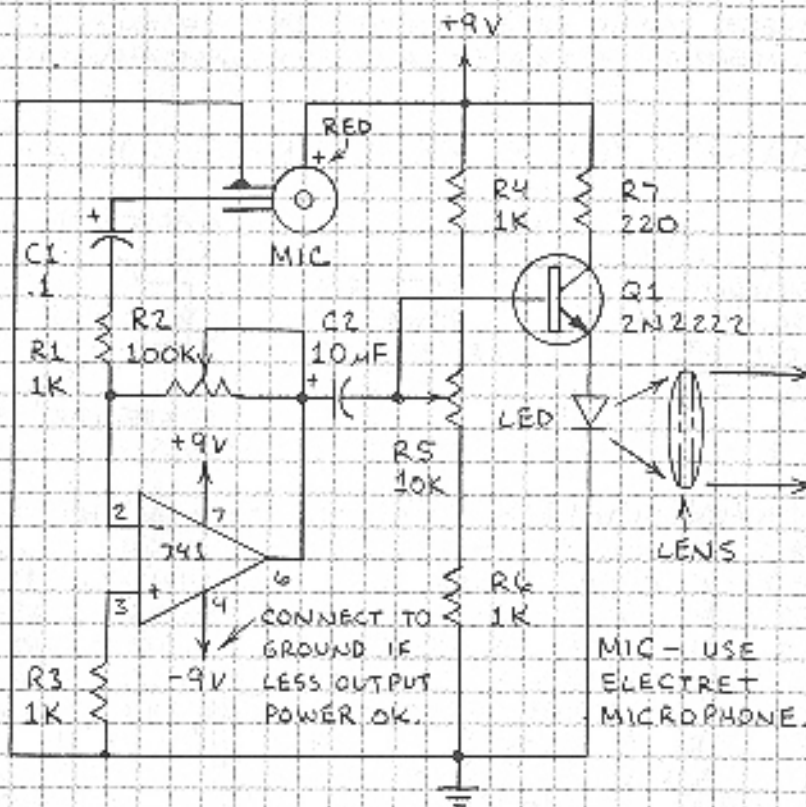 +9V
RED
+
MIC
+
C1
.1
R4
1K
R7
220
Q1
2N2222
R1
1K
R2
100K
C2
10µF
+
+9V
LED
R5
10K
LENS
2
-
7
741
6
3
+
4
-9V
CONNECT TO
GROUND IF
LESS OUTPUT
POWER OK.
R3
1K
R6
1K
MIC - USE
ELECTRET
MICROPHONE.